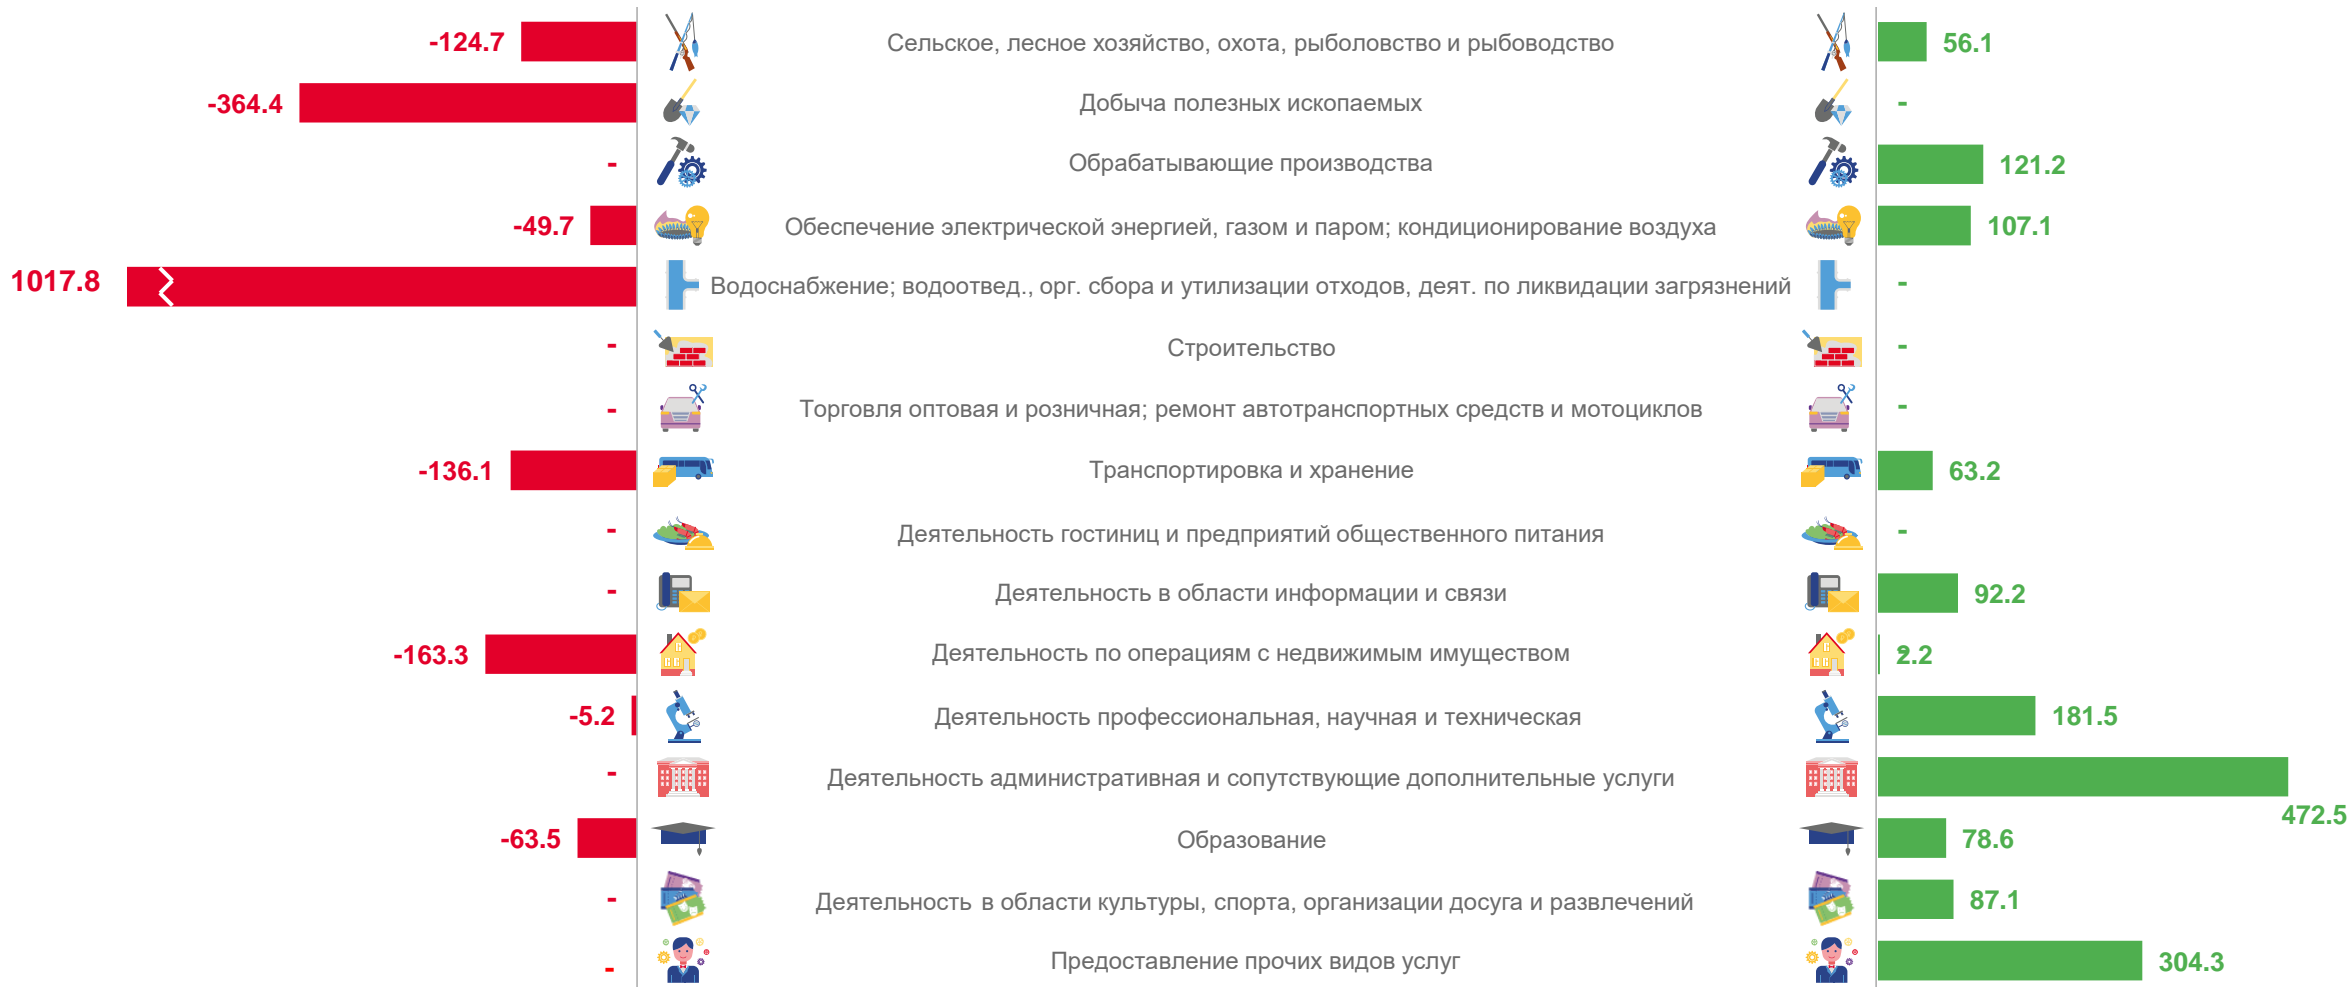 -124.7 Сельское, лесное хозяйство, охота, рыболовство и рыбоводство 56.1
-364.4 Добыча полезных ископаемых -
- Обрабатывающие производства 121.2
-49.7 Обеспечение электрической энергией, газом и паром; кондиционирование воздуха 107.1
1017.8 Водоснабжение; водоотвед., орг. сбора и утилизации отходов, деят. по ликвидации загрязнений -
- Строительство -
- Торговля оптовая и розничная; ремонт автотранспортных средств и мотоциклов -
-136.1 Транспортировка и хранение 63.2
- Деятельность гостиниц и предприятий общественного питания -
- Деятельность в области информации и связи 92.2
-163.3 Деятельность по операциям с недвижимым имуществом 2.2
-5.2 Деятельность профессиональная, научная и техническая 181.5
- Деятельность административная и сопутствующие дополнительные услуги 472.5
-63.5 Образование 78.6
- Деятельность в области культуры, спорта, организации досуга и развлечений 87.1
- Предоставление прочих видов услуг 304.3